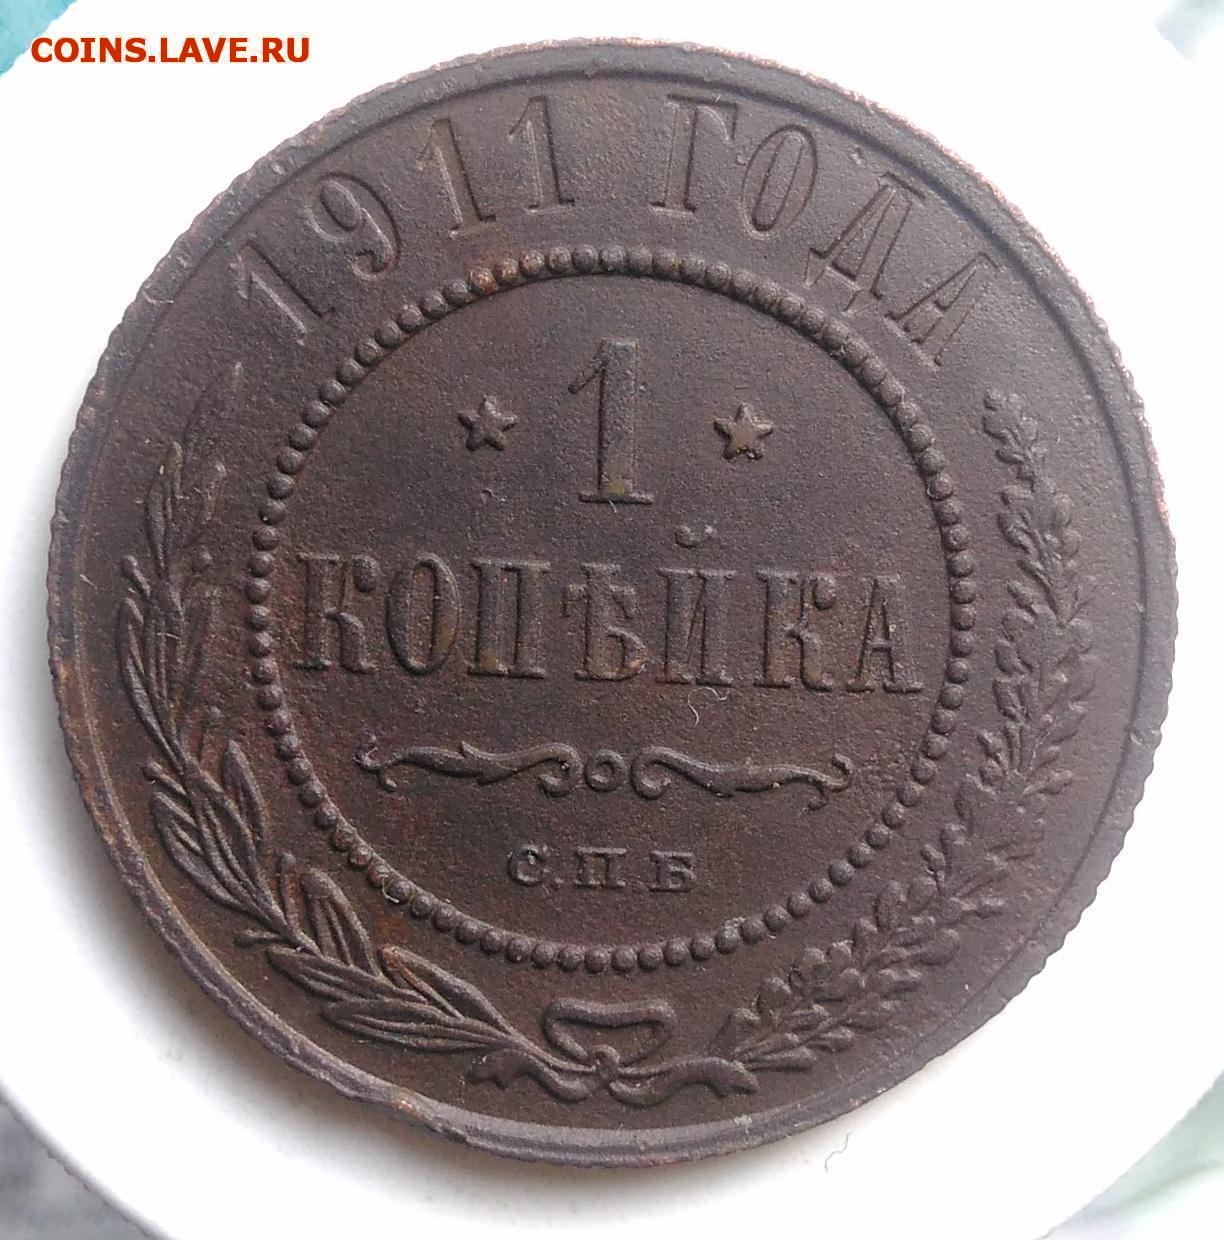 COINS.LAVE.RU
1911 ГОДА
1
КОПѢЙКА
С.П.Б